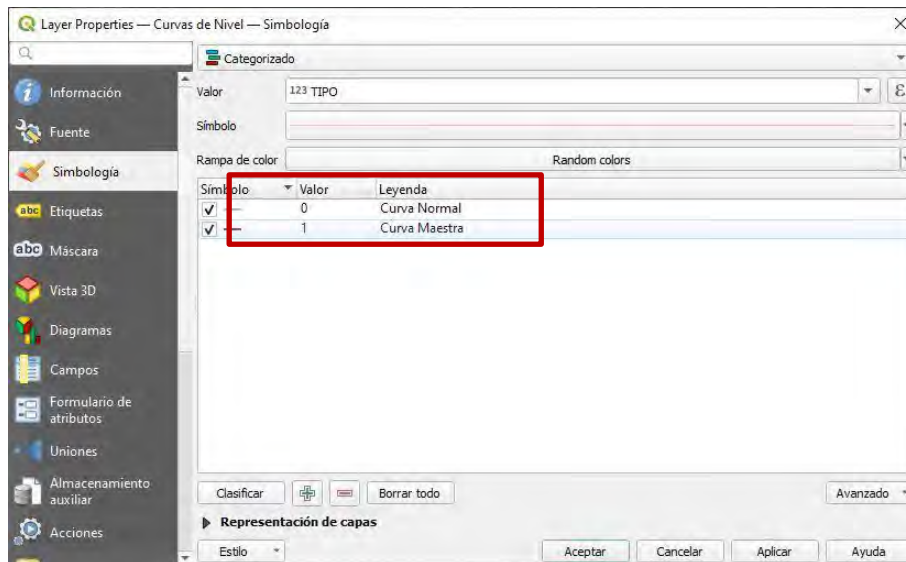 Layer Properties — Curvas de Nivel — Simbología
Categorizado
Información
Valor
123 TIPO
ε
Fuente
Símbolo
Simbología
Rampa de color
Random colors
Símbolo Valor Leyenda
0 Curva Normal
1 Curva Maestra
abc Etiquetas
abc Máscara
Vista 3D
Diagramas
Campos
Formulario de
atributos
Uniones
Almacenamiento
auxiliar
Acciones
Clasificar
Borrar todo
Avanzado
Representación de capas
Estilo
Aceptar
Cancelar
Aplicar
Ayuda